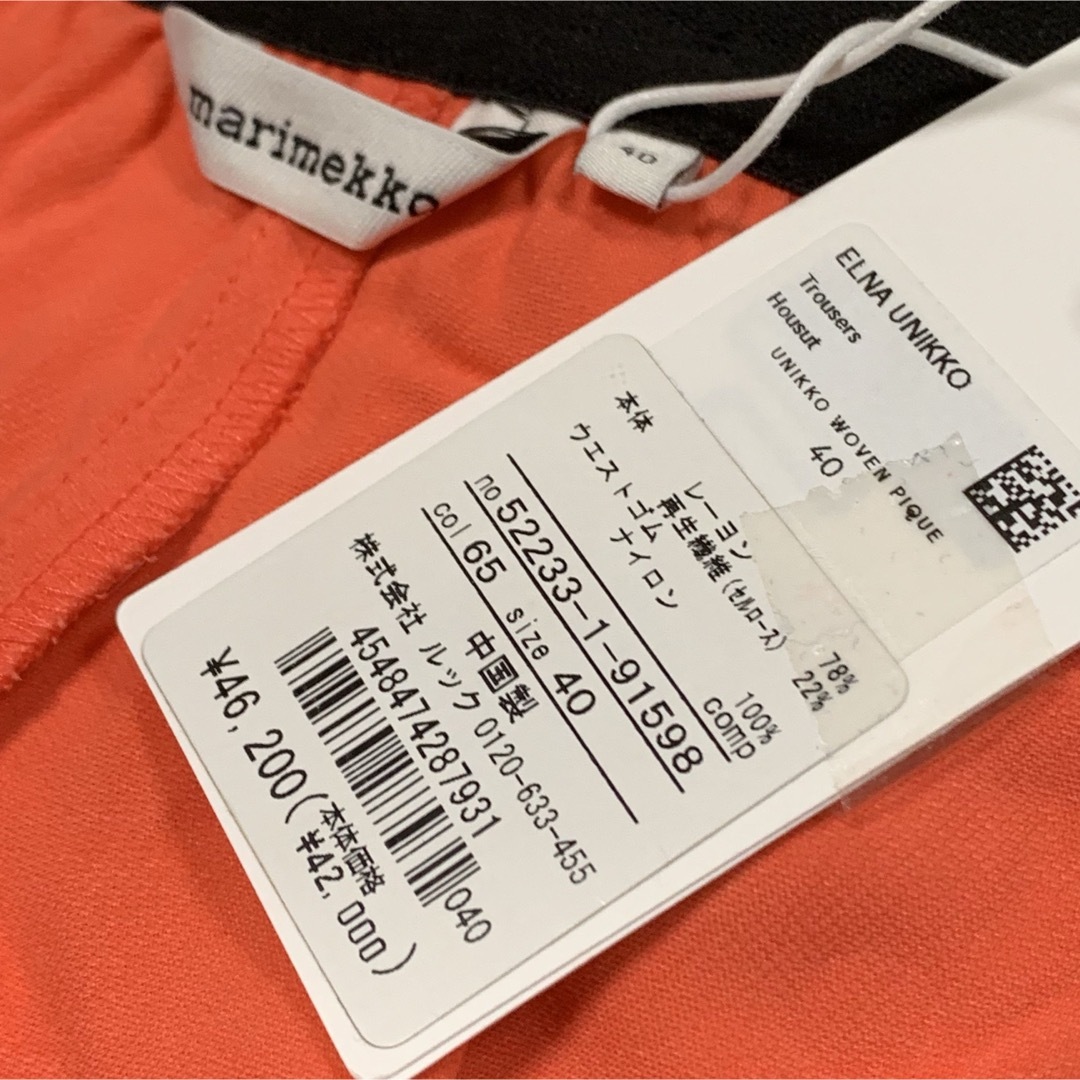 marimekko
40
ELNA UNIKKO
Trousers
Housut
UNIKKO WOVEN PIQUE
40
本体 レーヨン 78%
再生繊維(セルロース) 22%
ウエストゴム
ナイロン 100%
no 52233-1-91598 comp
col 65 size 40
中国製
株式会社 ルック 0120-633-455
4548474287931
040
¥46,200(本体価格
¥42,000)